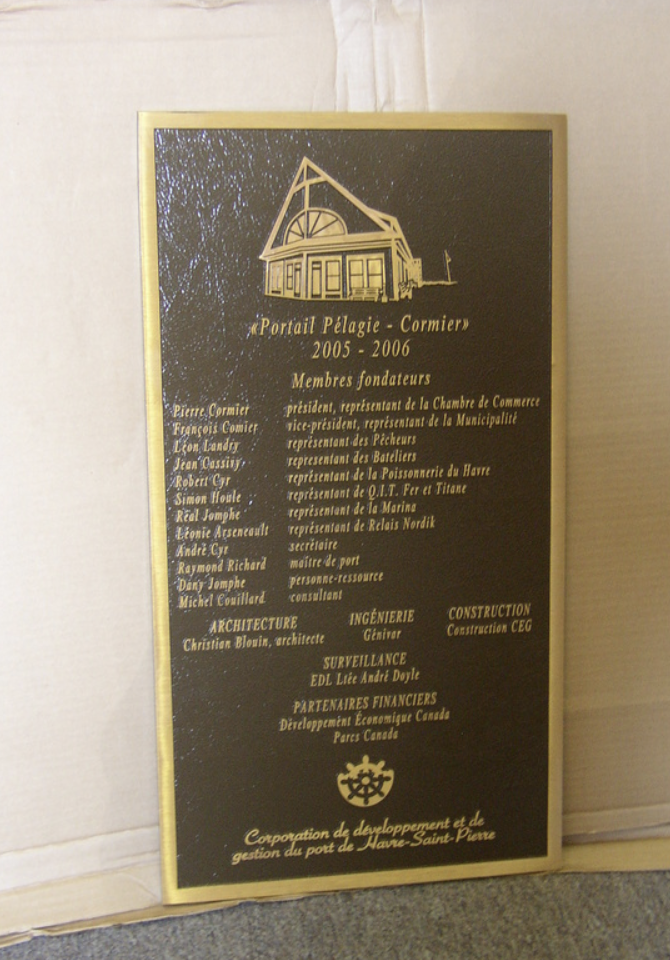 «Portail Pélagie - Cormier»
2005 - 2006
Membres fondateurs
Pierre Cormier président, représentant de la Chambre de Commerce
François Comier vice-président, représentant de la Municipalité
Léon Landry représentant des Pêcheurs
Jean Cassivy représentant des Bateliers
Robert Cyr représentant de la Poissonnerie du Havre
Simon Houle représentant de Q.I.T. Fer et Titane
Réal Jomphe représentant de la Marina
Léonie Arseneault représentant de Relais Nordik
André Cyr secrétaire
Raymond Richard maître de port
Dany Jomphe personne-ressource
Michel Couillard consultant
ARCHITECTURE INGÉNIERIE CONSTRUCTION
Christian Blouin, architecte Génivar Construction CEG
SURVEILLANCE
EDL Ltée André Doyle
PARTENAIRES FINANCIERS
Développement Économique Canada
Parcs Canada
Corporation de développement et de
gestion du port de Havre-Saint-Pierre